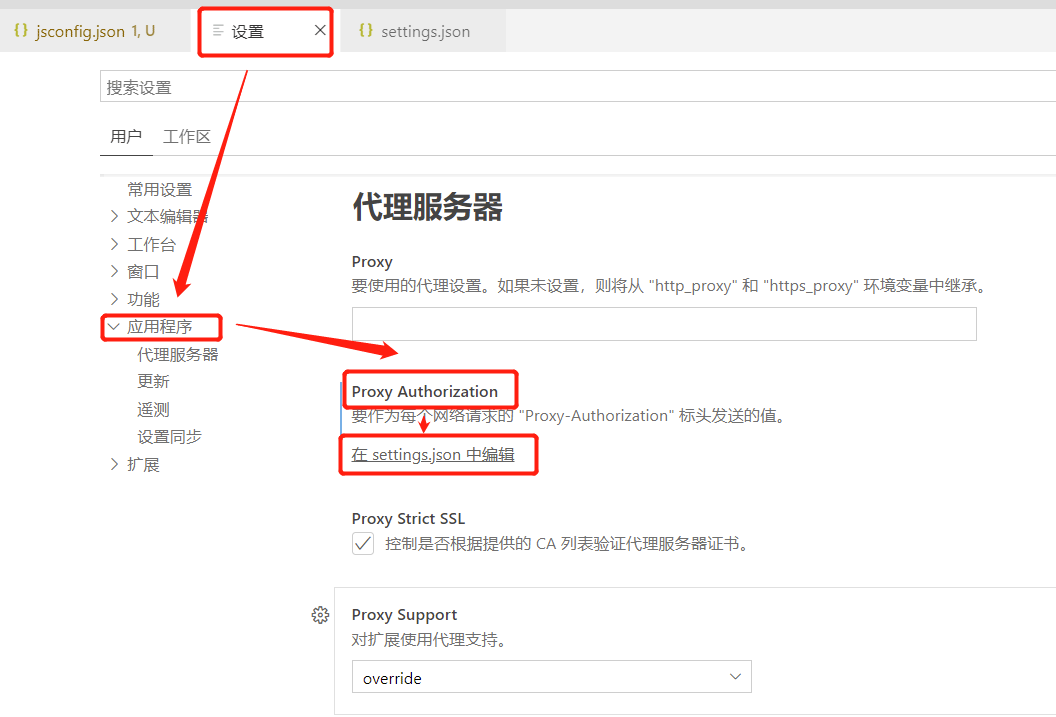 jsconfig.json 1, U
设置
settings.json
搜索设置
用户 工作区
常用设置
文本编辑器
工作台
窗口
功能
应用程序
代理服务器
更新
遥测
设置同步
扩展
代理服务器
Proxy
要使用的代理设置。如果未设置，则将从 "http_proxy" 和 "https_proxy" 环境变量中继承。
Proxy Authorization
要作为每个网络请求的 "Proxy-Authorization" 标头发送的值。
在 settings.json 中编辑
Proxy Strict SSL
控制是否根据提供的 CA 列表验证代理服务器证书。
Proxy Support
对扩展使用代理支持。
override